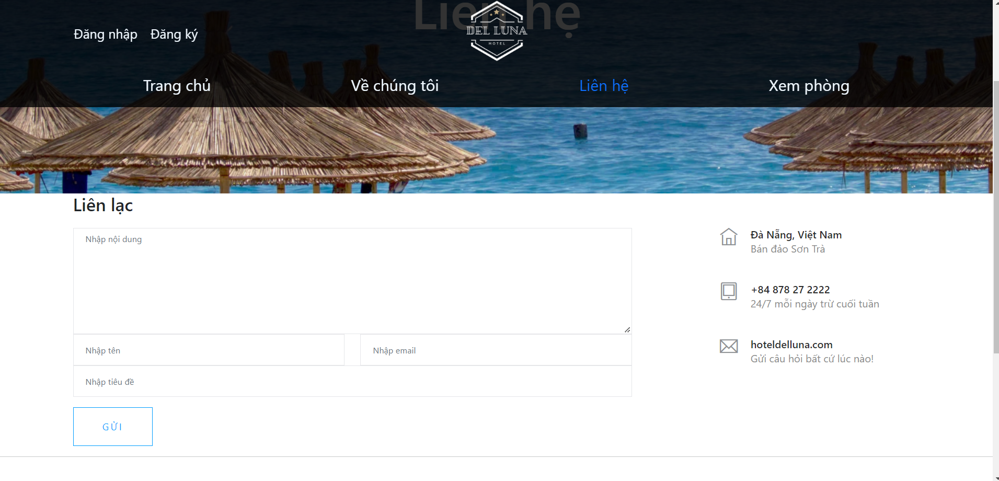 Liên hệ
DEL LUNA
HOTEL
Đăng nhập Đăng ký
Trang chủ Về chúng tôi Liên hệ Xem phòng
Liên lạc
Nhập nội dung
Nhập tên
Nhập email
Nhập tiêu đề
GỬI
Đà Nẵng, Việt Nam
Bán đảo Sơn Trà
+84 878 27 2222
24/7 mỗi ngày trừ cuối tuần
hoteldelluna.com
Gửi câu hỏi bất cứ lúc nào!